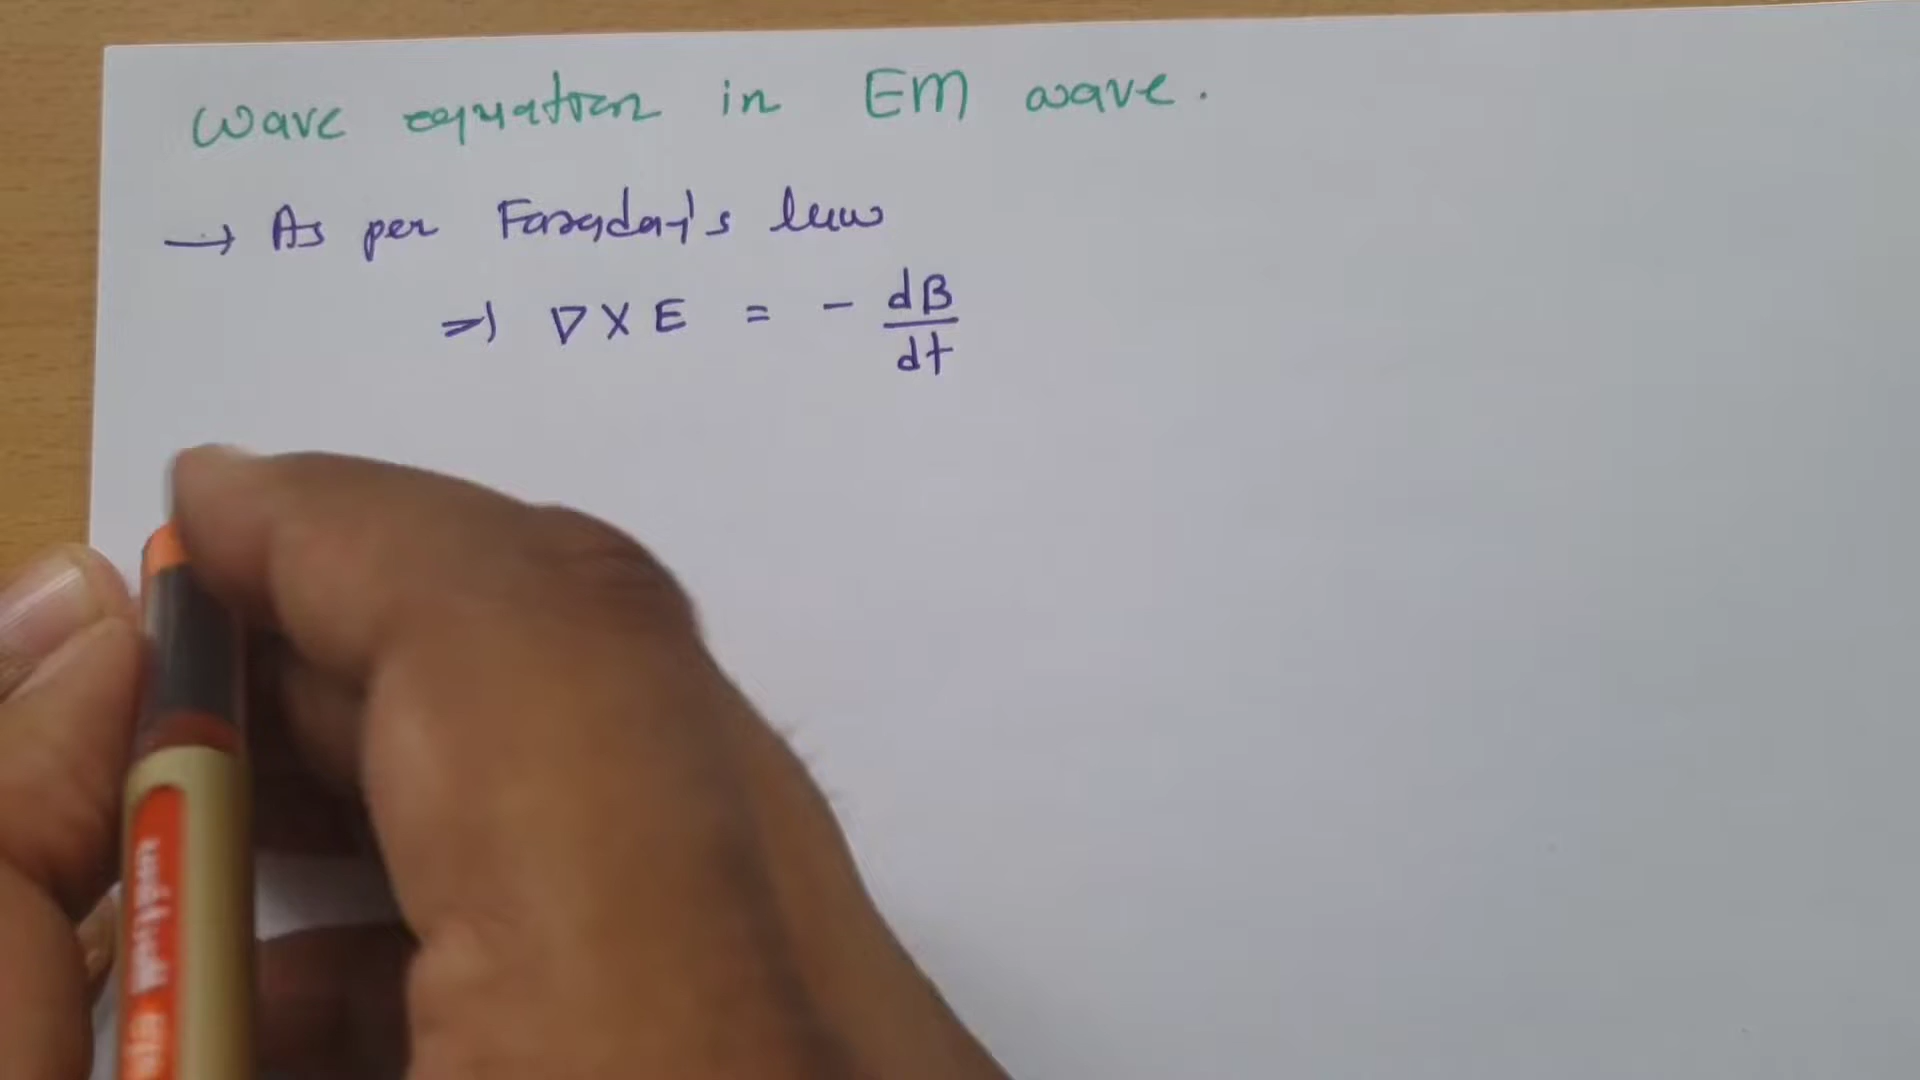 Wave equation in EM wave.
→ As per Faraday's law
⇒ ∇ X E = - dB/dt